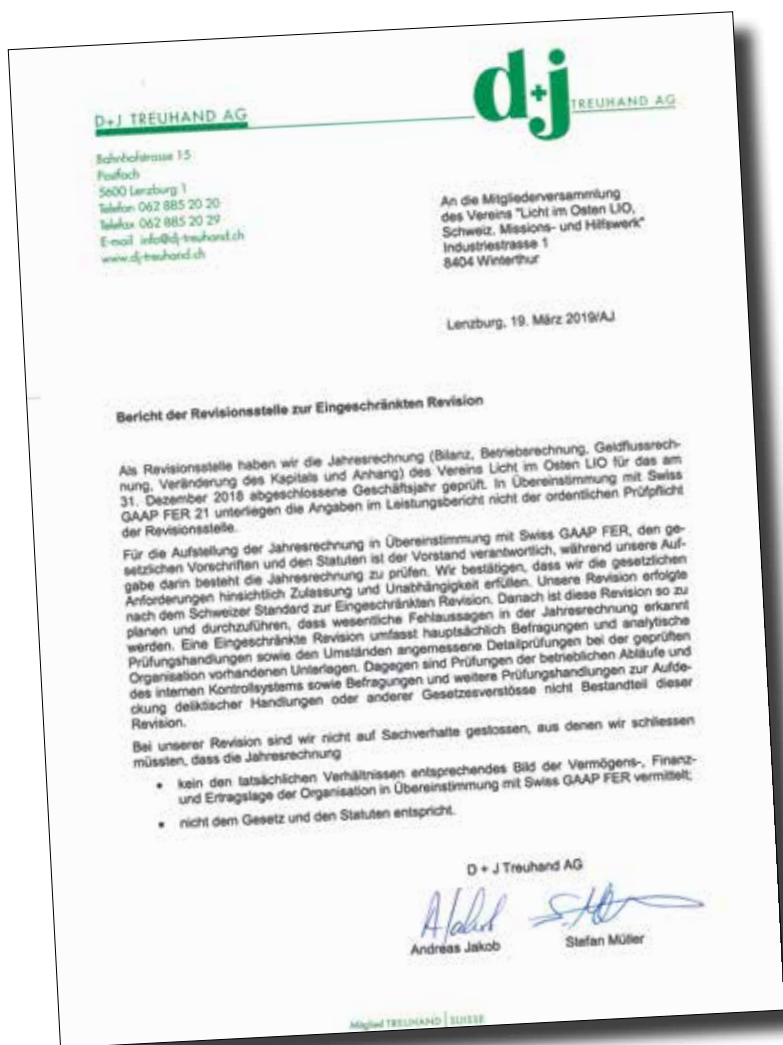 D+J TREUHAND AG
d+j
TREUHAND AG
Bahnhofstrasse 15
Postfach
5600 Lenzburg 1
Telefon 062 885 20 20
Telefax 062 885 20 29
E-mail info@dj-treuhand.ch
www.dj-treuhand.ch
An die Mitgliederversammlung
des Vereins "Licht im Osten LIO,
Schweiz. Missions- und Hilfswerk"
Industriestrasse 1
8404 Winterthur
Lenzburg, 19. März 2019/AJ
Bericht der Revisionsstelle zur Eingeschränkten Revision
Als Revisionsstelle haben wir die Jahresrechnung (Bilanz, Betriebsrechnung, Geldflussrech-
nung, Veränderung des Kapitals und Anhang) des Vereins Licht im Osten LIO für das am
31. Dezember 2018 abgeschlossene Geschäftsjahr geprüft. In Übereinstimmung mit Swiss
GAAP FER 21 unterliegen die Angaben im Leistungsbericht nicht der ordentlichen Prüfpflicht
der Revisionsstelle.
Für die Aufstellung der Jahresrechnung in Übereinstimmung mit Swiss GAAP FER, den ge-
setzlichen Vorschriften und den Statuten ist der Vorstand verantwortlich, während unsere Auf-
gabe darin besteht die Jahresrechnung zu prüfen. Wir bestätigen, dass wir die gesetzlichen
Anforderungen hinsichtlich Zulassung und Unabhängigkeit erfüllen. Unsere Revision erfolgte
nach dem Schweizer Standard zur Eingeschränkten Revision. Danach ist diese Revision so zu
planen und durchzuführen, dass wesentliche Fehlaussagen in der Jahresrechnung erkannt
werden. Eine Eingeschränkte Revision umfasst hauptsächlich Befragungen und analytische
Prüfungshandlungen sowie den Umständen angemessene Detailprüfungen bei der geprüften
Organisation vorhandenen Unterlagen. Dagegen sind Prüfungen der betrieblichen Abläufe und
des internen Kontrollsystems sowie Befragungen und weitere Prüfungshandlungen zur Aufde-
ckung deliktischer Handlungen oder anderer Gesetzesverstösse nicht Bestandteil dieser
Revision.
Bei unserer Revision sind wir nicht auf Sachverhalte gestossen, aus denen wir schliessen
müssten, dass die Jahresrechnung
• kein den tatsächlichen Verhältnissen entsprechendes Bild der Vermögens-, Finanz-
und Ertragslage der Organisation in Übereinstimmung mit Swiss GAAP FER vermittelt;
• nicht dem Gesetz und den Statuten entspricht.
D + J Treuhand AG
Andreas Jakob
Stefan Müller
Mitglied TREUHAND | SUISSE